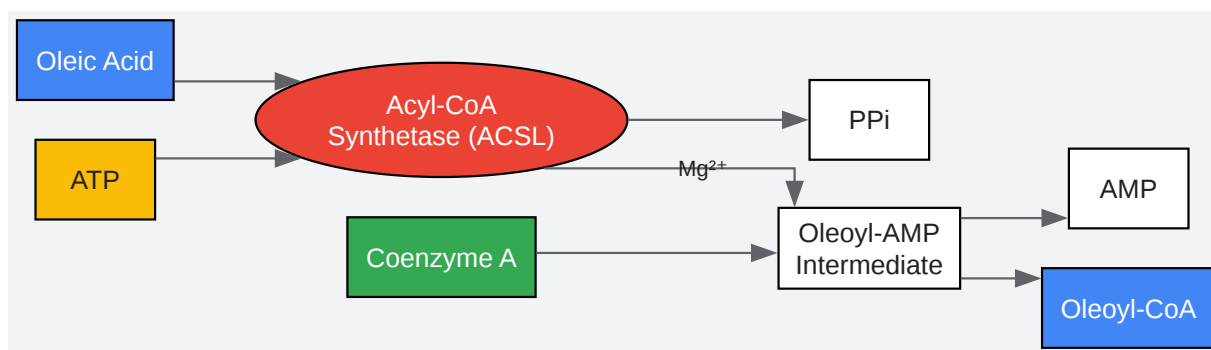 Oleic Acid
ATP
Acyl-CoA
Synthetase (ACSL)
PPi
Mg²⁺
Coenzyme A
Oleoyl-AMP
Intermediate
AMP
Oleoyl-CoA